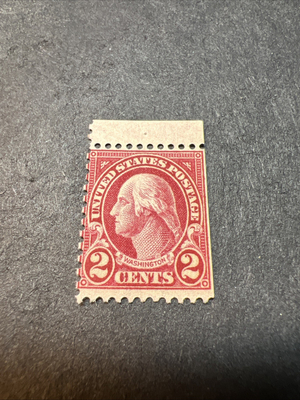 UNITED STATES POSTAGE
WASHINGTON
2 CENTS 2